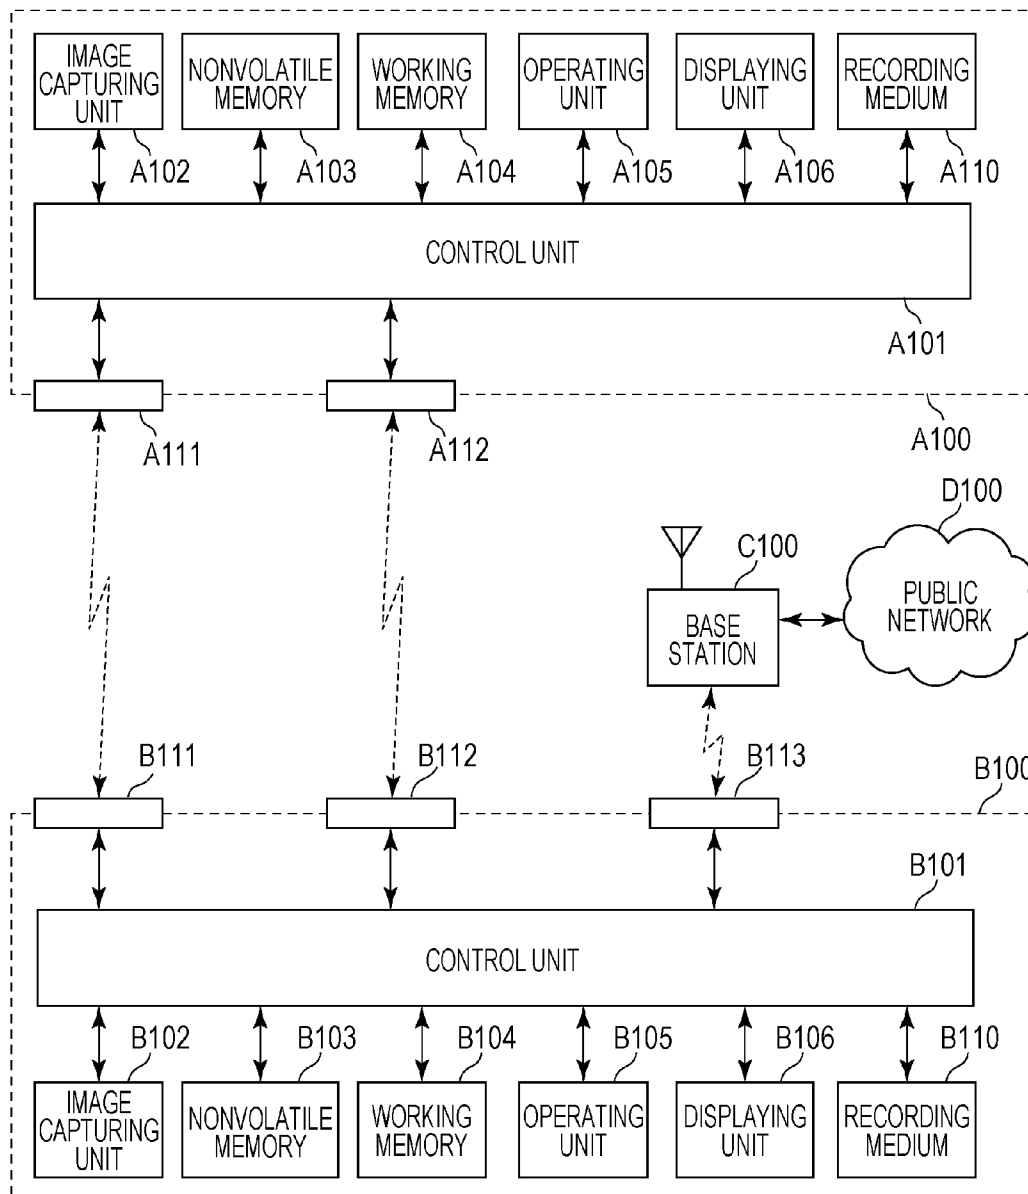 IMAGE
CAPTURING
UNIT
NONVOLATILE
MEMORY
WORKING
MEMORY
OPERATING
UNIT
DISPLAYING
UNIT
RECORDING
MEDIUM
A102
A103
A104
A105
A106
A110
CONTROL UNIT
A101
A111
A112
A100
D100
C100
PUBLIC
NETWORK
BASE
STATION
B111
B112
B113
B100
B101
CONTROL UNIT
B102
B103
B104
B105
B106
B110
IMAGE
CAPTURING
UNIT
NONVOLATILE
MEMORY
WORKING
MEMORY
OPERATING
UNIT
DISPLAYING
UNIT
RECORDING
MEDIUM